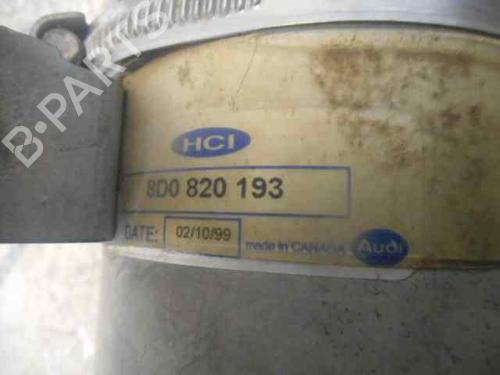 B-PARTS
HCI
8D0 820 193
DATE: 02/10/99 made in CANADA Audi